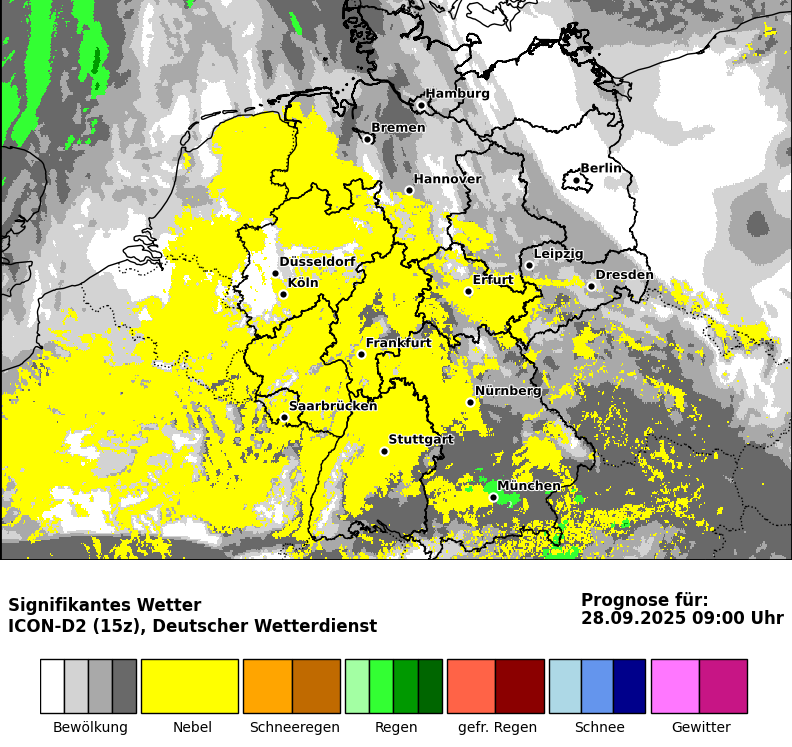 Hamburg
Bremen
Berlin
Hannover
Leipzig
Düsseldorf
Dresden
Köln
Erfurt
Frankfurt
Nürnberg
Saarbrücken
Stuttgart
München
Signifikantes Wetter
ICON-D2 (15z), Deutscher Wetterdienst
Prognose für:
28.09.2025 09:00 Uhr
Bewölkung Nebel Schneeregen Regen gefr. Regen Schnee Gewitter